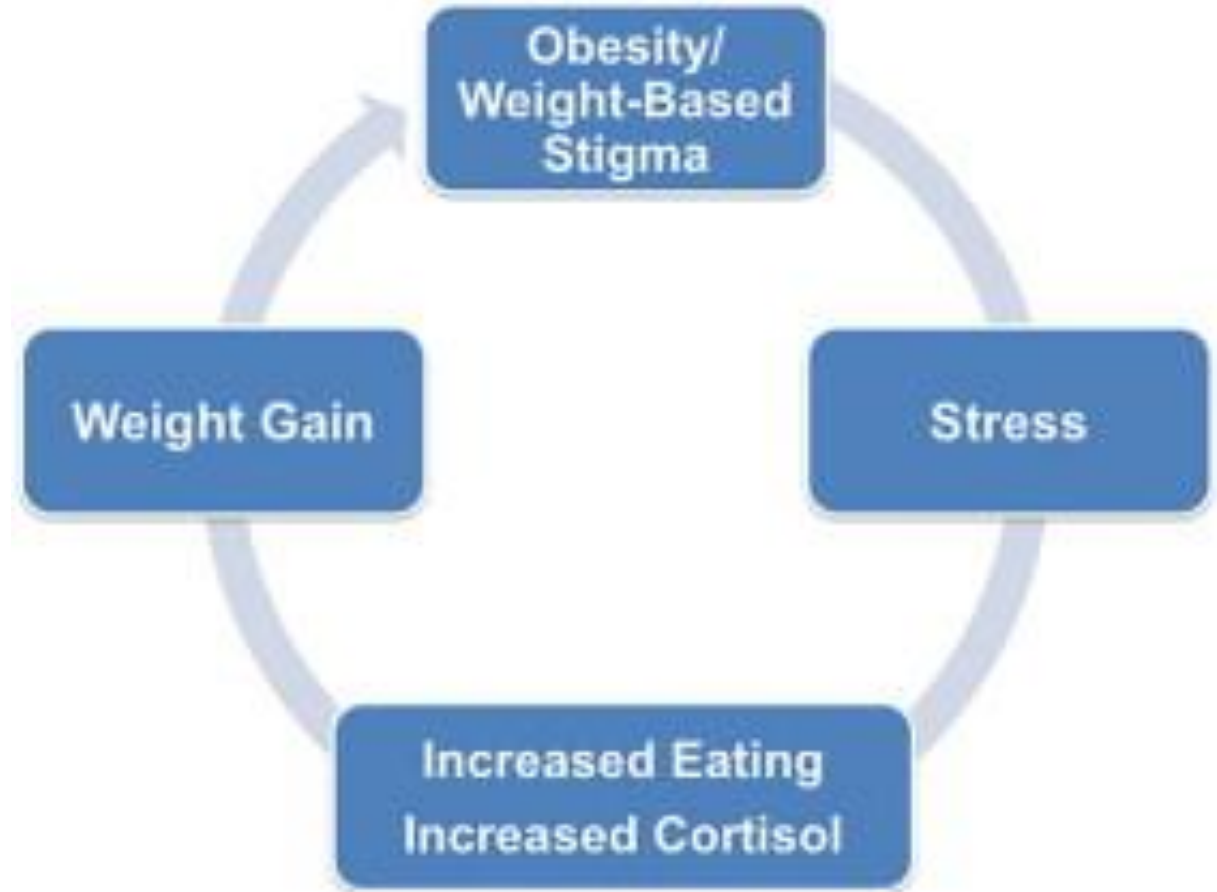 Obesity/
Weight-Based
Stigma
Weight Gain
Stress
Increased Eating
Increased Cortisol